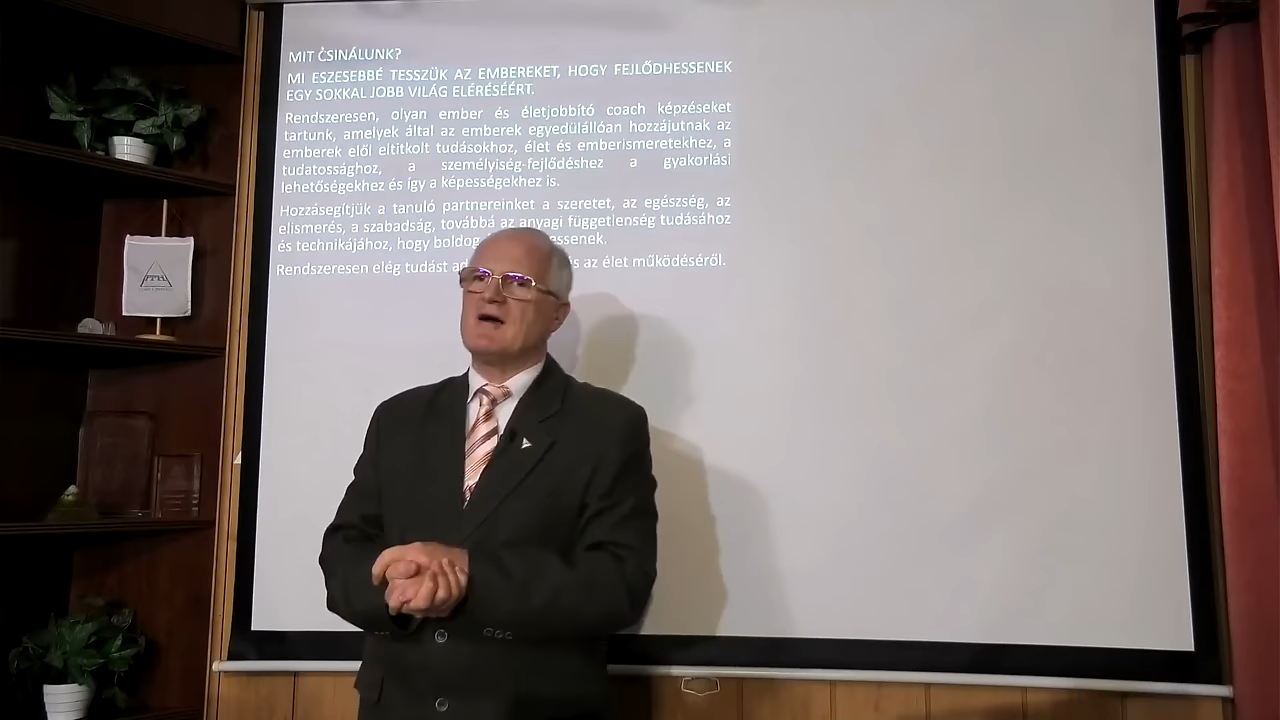 MIT CSINÁLUNK?
MI ESZESEBBÉ TESSZÜK AZ EMBEREKET, HOGY FEJLŐDHESSENEK
EGY SOKKAL JOBB VILÁG ELÉRÉSÉÉRT.
Rendszeresen, olyan ember és életjobbító coach képzéseket
tartunk, amelyek által az emberek egyedülállóan hozzájutnak az
emberek elől eltitkolt tudásokhoz, élet és emberismeretekhez, a
tudatossághoz, a személyiség-fejlődéshez a gyakorlási
lehetőségekhez és így a képességekhez is.
Hozzásegítjük a tanuló partnereinket a szeretet, az egészség, az
elismerés, a szabadság, továbbá az anyagi függetlenség tudásához
és technikájához, hogy boldog
Rendszeresen elég tudást az élet működéséről.